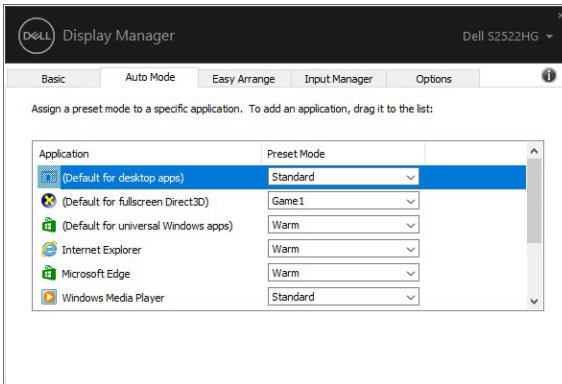 DELL Display Manager Dell S2522HG
Basic Auto Mode Easy Arrange Input Manager Options
Assign a preset mode to a specific application. To add an application, drag it to the list:
Application Preset Mode
(Default for desktop apps) Standard
(Default for fullscreen Direct3D) Game1
(Default for universal Windows apps) Warm
Internet Explorer Warm
Microsoft Edge Warm
Windows Media Player Standard